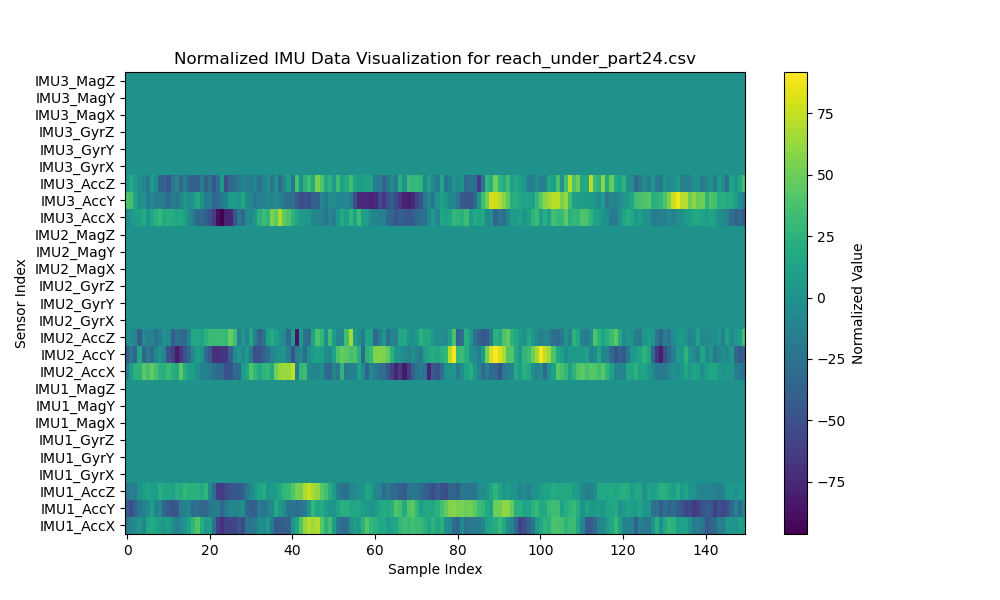 Normalized IMU Data Visualization for reach_under_part24.csv
IMU3_MagZ
IMU3_MagY
IMU3_MagX
IMU3_GyrZ
IMU3_GyrY
IMU3_GyrX
IMU3_AccZ
IMU3_AccY
IMU3_AccX
IMU2_MagZ
IMU2_MagY
IMU2_MagX
IMU2_GyrZ
IMU2_GyrY
IMU2_GyrX
IMU2_AccZ
IMU2_AccY
IMU2_AccX
IMU1_MagZ
IMU1_MagY
IMU1_MagX
IMU1_GyrZ
IMU1_GyrY
IMU1_GyrX
IMU1_AccZ
IMU1_AccY
IMU1_AccX
Sensor Index
0 20 40 60 80 100 120 140
Sample Index
75
50
25
0
−25
−50
−75
Normalized Value